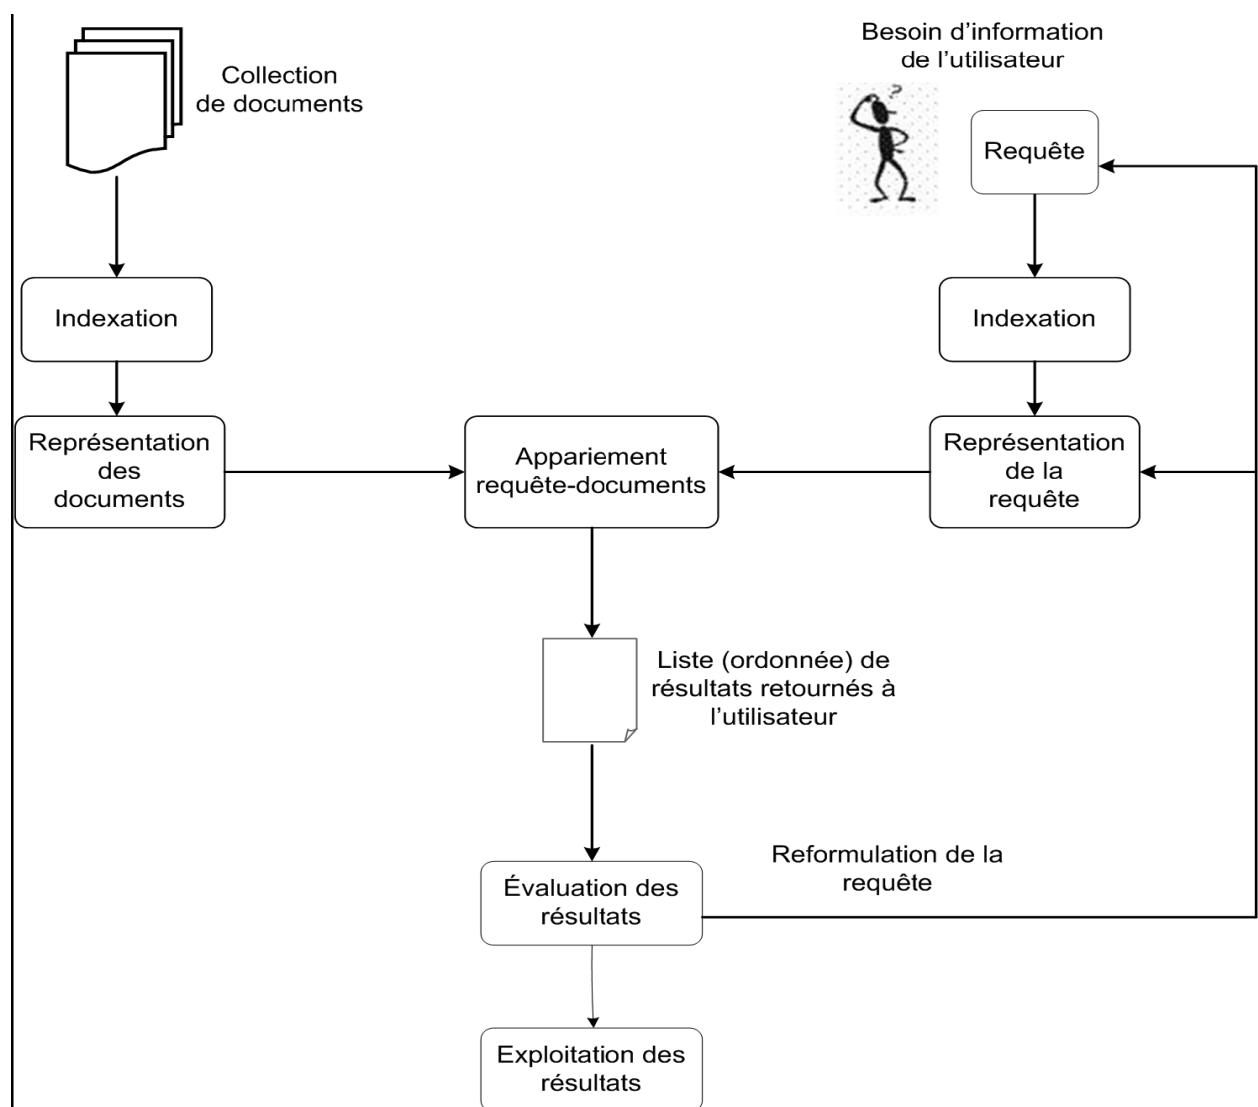 Collection
de documents
Besoin d’information
de l’utilisateur
?
Requête
Indexation
Indexation
Représentation
des
documents
Appariement
requête-documents
Représentation
de la
requête
Liste (ordonnée) de
résultats retournés à
l’utilisateur
Reformulation de la
requête
Évaluation des
résultats
Exploitation des
résultats